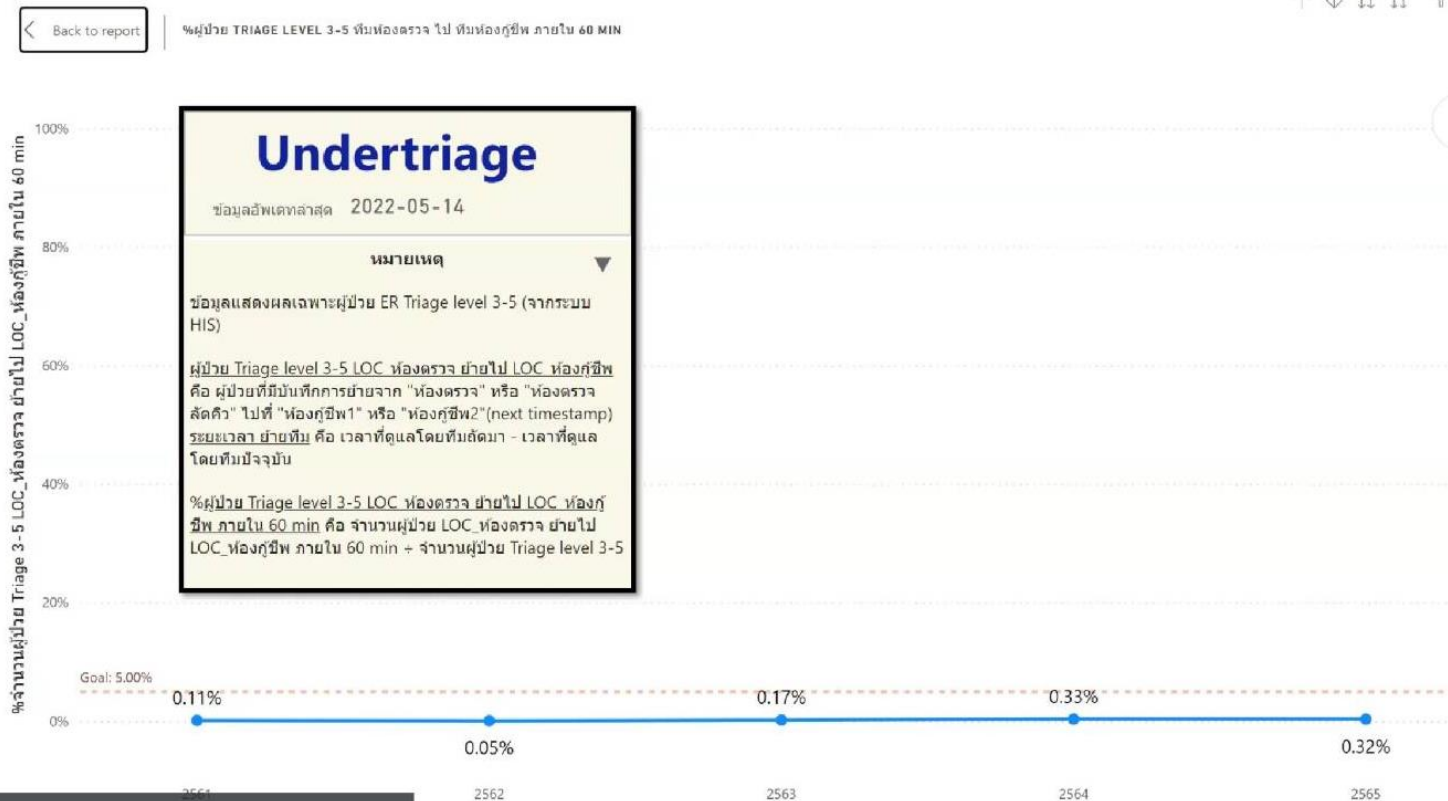 Back to report
%ผู้ป่วย TRIAGE LEVEL 3-5 ทีมห้องตรวจ ไป ทีมห้องกู้ชีพ ภายใน 60 MIN
%จำนวนผู้ป่วย Triage 3-5 LOC_ห้องตรวจ ย้ายไป LOC_ห้องกู้ชีพ ภายใน 60 min
100%
80%
60%
40%
20%
0%
Undertriage
ข้อมูลอัพเดทล่าสุด 2022-05-14
หมายเหตุ
ข้อมูลแสดงผลเฉพาะผู้ป่วย ER Triage level 3-5 (จากระบบ
HIS)
ผู้ป่วย Triage level 3-5 LOC_ห้องตรวจ ย้ายไป LOC_ห้องกู้ชีพ
คือ ผู้ป่วยที่มีบันทึกการย้ายจาก "ห้องตรวจ" หรือ "ห้องตรวจ
ลัดคิว" ไปที่ "ห้องกู้ชีพ1" หรือ "ห้องกู้ชีพ2"(next timestamp)
ระยะเวลา ย้ายทีม คือ เวลาที่ดูแลโดยทีมถัดมา - เวลาที่ดูแล
โดยทีมปัจจุบัน
%ผู้ป่วย Triage level 3-5 LOC_ห้องตรวจ ย้ายไป LOC_ห้องกู้
ชีพ ภายใน 60 min คือ จำนวนผู้ป่วย LOC_ห้องตรวจ ย้ายไป
LOC_ห้องกู้ชีพ ภายใน 60 min ÷ จำนวนผู้ป่วย Triage level 3-5
Goal: 5.00%
0.11%
0.05%
0.17%
0.33%
0.32%
2561
2562
2563
2564
2565